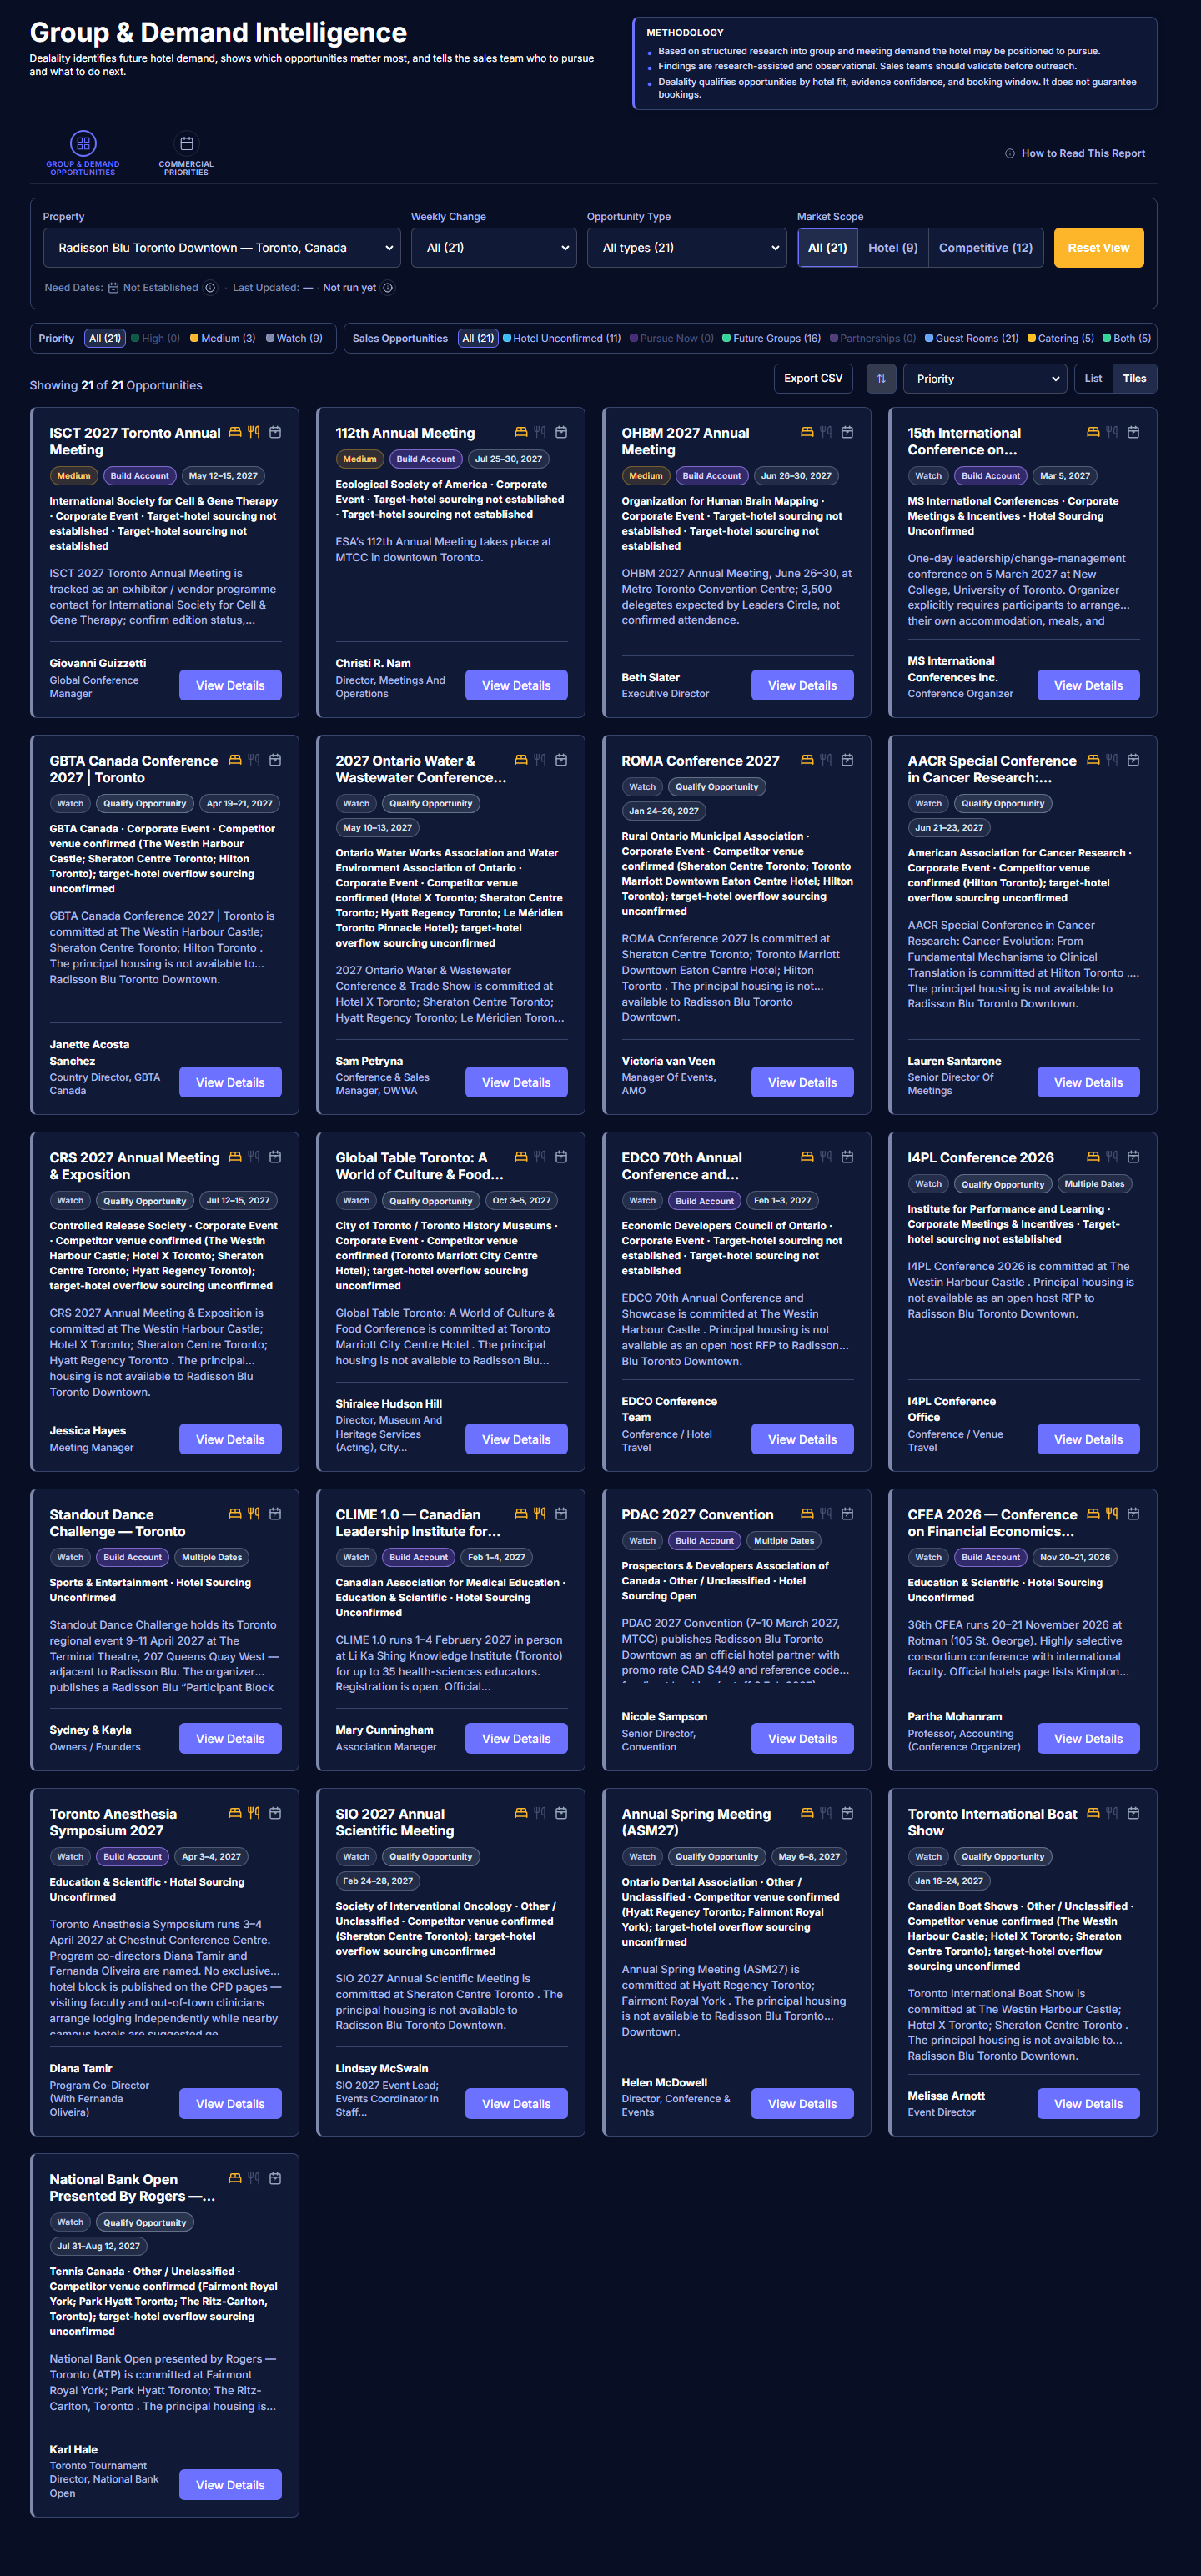 Group & Demand Intelligence
Dealality identifies future hotel demand, shows which opportunities matter most, and tells the sales team who to pursue
and what to do next.
METHODOLOGY
Based on structured research into group and meeting demand the hotel may be positioned to pursue.
Findings are research-assisted and observational. Sales teams should validate before outreach.
Dealality qualifies opportunities by hotel fit, evidence confidence, and booking window. It does not guarantee
bookings.
GROUP & DEMAND
OPPORTUNITIES
COMMERCIAL
PRIORITIES
How to Read This Report
Property
Weekly Change
Opportunity Type
Market Scope
Radisson Blu Toronto Downtown — Toronto, Canada
All (21)
All types (21)
All (21) Hotel (9) Competitive (12)
Reset View
Need Dates: Not Established · Last Updated: — · Not run yet
Priority All (21) High (0) Medium (3) Watch (9)
Sales Opportunities All (21) Hotel Unconfirmed (11) Pursue Now (0) Future Groups (16) Partnerships (0) Guest Rooms (21) Catering (5) Both (5)
Showing 21 of 21 Opportunities
Export CSV
Priority
List Tiles
ISCT 2027 Toronto Annual
Meeting
Medium Build Account May 12–15, 2027
International Society for Cell & Gene Therapy
· Corporate Event · Target-hotel sourcing not
established · Target-hotel sourcing not
established
ISCT 2027 Toronto Annual Meeting is
tracked as an exhibitor / vendor programme
contact for International Society for Cell &
Gene Therapy; confirm edition status,...
Giovanni Guizzetti
Global Conference
Manager
View Details
112th Annual Meeting
Medium Build Account Jul 25–30, 2027
Ecological Society of America · Corporate
Event · Target-hotel sourcing not established
· Target-hotel sourcing not established
ESA's 112th Annual Meeting takes place at
MTCC in downtown Toronto.
Christi R. Nam
Director, Meetings And
Operations
View Details
OHBM 2027 Annual
Meeting
Medium Build Account Jun 26–30, 2027
Organization for Human Brain Mapping ·
Corporate Event · Target-hotel sourcing not
established · Target-hotel sourcing not
established
OHBM 2027 Annual Meeting, June 26–30, at
Metro Toronto Convention Centre; 3,500
delegates expected by Leaders Circle, not
confirmed attendance.
Beth Slater
Executive Director
View Details
15th International
Conference on...
Watch Build Account Mar 5, 2027
MS International Conferences · Corporate
Meetings & Incentives · Hotel Sourcing
Unconfirmed
One-day leadership/change-management
conference on 5 March 2027 at New
College, University of Toronto. Organizer
explicitly requires participants to arrange...
their own accommodation, meals, and
MS International
Conferences Inc.
Conference Organizer
View Details
GBTA Canada Conference
2027 | Toronto
Watch Qualify Opportunity Apr 19–21, 2027
GBTA Canada · Corporate Event · Competitor
venue confirmed (The Westin Harbour
Castle; Sheraton Centre Toronto; Hilton
Toronto); target-hotel overflow sourcing
unconfirmed
GBTA Canada Conference 2027 | Toronto is
committed at The Westin Harbour Castle;
Sheraton Centre Toronto; Hilton Toronto .
The principal housing is not available to...
Radisson Blu Toronto Downtown.
Janette Acosta
Sanchez
Country Director, GBTA
Canada
View Details
2027 Ontario Water &
Wastewater Conference...
Watch Qualify Opportunity
May 10–13, 2027
Ontario Water Works Association and Water
Environment Association of Ontario ·
Corporate Event · Competitor venue
confirmed (Hotel X Toronto; Sheraton Centre
Toronto; Hyatt Regency Toronto; Le Méridien
Toronto Pinnacle Hotel); target-hotel
overflow sourcing unconfirmed
2027 Ontario Water & Wastewater
Conference & Trade Show is committed at
Hotel X Toronto; Sheraton Centre Toronto;
Hyatt Regency Toronto; Le Méridien Toron...
Sam Petryna
Conference & Sales
Manager, OWWA
View Details
ROMA Conference 2027
Watch Qualify Opportunity
Jan 24–26, 2027
Rural Ontario Municipal Association ·
Corporate Event · Competitor venue
confirmed (Sheraton Centre Toronto; Toronto
Marriott Downtown Eaton Centre Hotel; Hilton
Toronto); target-hotel overflow sourcing
unconfirmed
ROMA Conference 2027 is committed at
Sheraton Centre Toronto; Toronto Marriott
Downtown Eaton Centre Hotel; Hilton
Toronto . The principal housing is not...
available to Radisson Blu Toronto
Downtown.
Victoria van Veen
Manager Of Events,
AMO
View Details
AACR Special Conference
in Cancer Research:...
Watch Qualify Opportunity
Jun 21–23, 2027
American Association for Cancer Research ·
Corporate Event · Competitor venue
confirmed (Hilton Toronto); target-hotel
overflow sourcing unconfirmed
AACR Special Conference in Cancer
Research: Cancer Evolution: From
Fundamental Mechanisms to Clinical
Translation is committed at Hilton Toronto ....
The principal housing is not available to
Radisson Blu Toronto Downtown.
Lauren Santarone
Senior Director Of
Meetings
View Details
CRS 2027 Annual Meeting
& Exposition
Watch Qualify Opportunity Jul 12–15, 2027
Controlled Release Society · Corporate Event
· Competitor venue confirmed (The Westin
Harbour Castle; Hotel X Toronto; Sheraton
Centre Toronto; Hyatt Regency Toronto);
target-hotel overflow sourcing unconfirmed
CRS 2027 Annual Meeting & Exposition is
committed at The Westin Harbour Castle;
Hotel X Toronto; Sheraton Centre Toronto;
Hyatt Regency Toronto . The principal...
housing is not available to Radisson Blu
Toronto Downtown.
Jessica Hayes
Meeting Manager
View Details
Global Table Toronto: A
World of Culture & Food...
Watch Qualify Opportunity Oct 3–5, 2027
City of Toronto / Toronto History Museums ·
Corporate Event · Competitor venue
confirmed (Toronto Marriott City Centre
Hotel); target-hotel overflow sourcing
unconfirmed
Global Table Toronto: A World of Culture &
Food Conference is committed at Toronto
Marriott City Centre Hotel . The principal
housing is not available to Radisson Blu...
Shiralee Hudson Hill
Director, Museum And
Heritage Services
(Acting), City...
View Details
EDCO 70th Annual
Conference and...
Watch Build Account Feb 1–3, 2027
Economic Developers Council of Ontario ·
Corporate Event · Target-hotel sourcing not
established · Target-hotel sourcing not
established
EDCO 70th Annual Conference and
Showcase is committed at The Westin
Harbour Castle . Principal housing is not
available as an open host RFP to Radisson...
Blu Toronto Downtown.
EDCO Conference
Team
Conference / Hotel
Travel
View Details
I4PL Conference 2026
Watch Qualify Opportunity Multiple Dates
Institute for Performance and Learning ·
Corporate Meetings & Incentives · Target-
hotel sourcing not established
I4PL Conference 2026 is committed at The
Westin Harbour Castle . Principal housing is
not available as an open host RFP to
Radisson Blu Toronto Downtown.
I4PL Conference
Office
Conference / Venue
Travel
View Details
Standout Dance
Challenge — Toronto
Watch Build Account Multiple Dates
Sports & Entertainment · Hotel Sourcing
Unconfirmed
Standout Dance Challenge holds its Toronto
regional event 9–11 April 2027 at The
Terminal Theatre, 207 Queens Quay West —
adjacent to Radisson Blu. The organizer...
publishes a Radisson Blu “Participant Block
Sydney & Kayla
Owners / Founders
View Details
CLIME 1.0 — Canadian
Leadership Institute for...
Watch Build Account Feb 1–4, 2027
Canadian Association for Medical Education ·
Education & Scientific · Hotel Sourcing
Unconfirmed
CLIME 1.0 runs 1–4 February 2027 in person
at Li Ka Shing Knowledge Institute (Toronto)
for up to 35 health-sciences educators.
Registration is open. Official...
Mary Cunningham
Association Manager
View Details
PDAC 2027 Convention
Watch Build Account Multiple Dates
Prospectors & Developers Association of
Canada · Other / Unclassified · Hotel
Sourcing Open
PDAC 2027 Convention (7–10 March 2027,
MTCC) publishes Radisson Blu Toronto
Downtown as an official hotel partner with
promo rate CAD $449 and reference code...
Nicole Sampson
Senior Director,
Convention
View Details
CFEA 2026 — Conference
on Financial Economics...
Watch Build Account Nov 20–21, 2026
Education & Scientific · Hotel Sourcing
Unconfirmed
36th CFEA runs 20–21 November 2026 at
Rotman (105 St. George). Highly selective
consortium conference with international
faculty. Official hotels page lists Kimpton...
Partha Mohanram
Professor, Accounting
(Conference Organizer)
View Details
Toronto Anesthesia
Symposium 2027
Watch Build Account Apr 3–4, 2027
Education & Scientific · Hotel Sourcing
Unconfirmed
Toronto Anesthesia Symposium runs 3–4
April 2027 at Chestnut Conference Centre.
Program co-directors Diana Tamir and
Fernanda Oliveira are named. No exclusive...
hotel block is published on the CPD pages —
visiting faculty and out-of-town clinicians
arrange lodging independently while nearby
campus hotels are suggested
Diana Tamir
Program Co-Director
(With Fernanda
Oliveira)
View Details
SIO 2027 Annual
Scientific Meeting
Watch Qualify Opportunity
Feb 24–28, 2027
Society of Interventional Oncology · Other /
Unclassified · Competitor venue confirmed
(Sheraton Centre Toronto); target-hotel
overflow sourcing unconfirmed
SIO 2027 Annual Scientific Meeting is
committed at Sheraton Centre Toronto . The
principal housing is not available to
Radisson Blu Toronto Downtown.
Lindsay McSwain
SIO 2027 Event Lead;
Events Coordinator In
Staff...
View Details
Annual Spring Meeting
(ASM27)
Watch Qualify Opportunity May 6–8, 2027
Ontario Dental Association · Other /
Unclassified · Competitor venue confirmed
(Hyatt Regency Toronto; Fairmont Royal
York); target-hotel overflow sourcing
unconfirmed
Annual Spring Meeting (ASM27) is
committed at Hyatt Regency Toronto;
Fairmont Royal York . The principal housing
is not available to Radisson Blu Toronto...
Downtown.
Helen McDowell
Director, Conference &
Events
View Details
Toronto International Boat
Show
Watch Qualify Opportunity
Jan 16–24, 2027
Canadian Boat Shows · Other / Unclassified ·
Competitor venue confirmed (The Westin
Harbour Castle; Hotel X Toronto; Sheraton
Centre Toronto); target-hotel overflow
sourcing unconfirmed
Toronto International Boat Show is
committed at The Westin Harbour Castle;
Hotel X Toronto; Sheraton Centre Toronto .
The principal housing is not available to...
Radisson Blu Toronto Downtown.
Melissa Arnott
Event Director
View Details
National Bank Open
Presented By Rogers —...
Watch Qualify Opportunity
Jul 31–Aug 12, 2027
Tennis Canada · Other / Unclassified ·
Competitor venue confirmed (Fairmont Royal
York; Park Hyatt Toronto; The Ritz-Carlton,
Toronto); target-hotel overflow sourcing
unconfirmed
National Bank Open presented by Rogers —
Toronto (ATP) is committed at Fairmont
Royal York; Park Hyatt Toronto; The Ritz-
Carlton, Toronto . The principal housing is...
Karl Hale
Toronto Tournament
Director, National Bank
Open
View Details